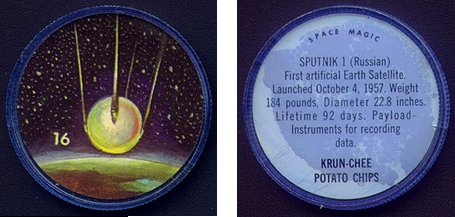 16
SPACE MAGIC
SPUTNIK 1 (Russian)
First artificial Earth Satellite.
Launched October 4, 1957. Weight
184 pounds, Diameter 22.8 inches.
Lifetime 92 days. Payload-
Instruments for recording
data.
KRUN-CHEE
POTATO CHIPS